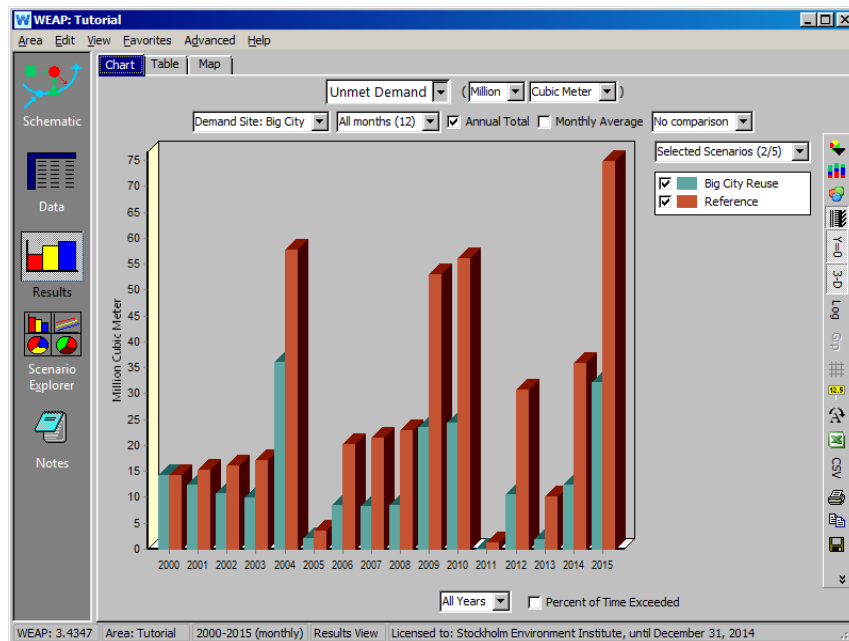 WEAP: Tutorial
Area Edit View Favorites Advanced Help
Chart Table Map
Unmet Demand ( Million Cubic Meter )
Demand Site: Big City All months (12) Annual Total Monthly Average No comparison
Selected Scenarios (2/5)
Big City Reuse
Reference
Schematic
Data
Results
Scenario
Explorer
Notes
Million Cubic Meter
75
70
65
60
55
50
45
40
35
30
25
20
15
10
5
0
2000 2001 2002 2003 2004 2005 2006 2007 2008 2009 2010 2011 2012 2013 2014 2015
Y=0
3-D
Log
Grp
12.5
A
CSV
All Years Percent of Time Exceeded
WEAP: 3.4347 Area: Tutorial 2000-2015 (monthly) Results View Licensed to: Stockholm Environment Institute, until December 31, 2014